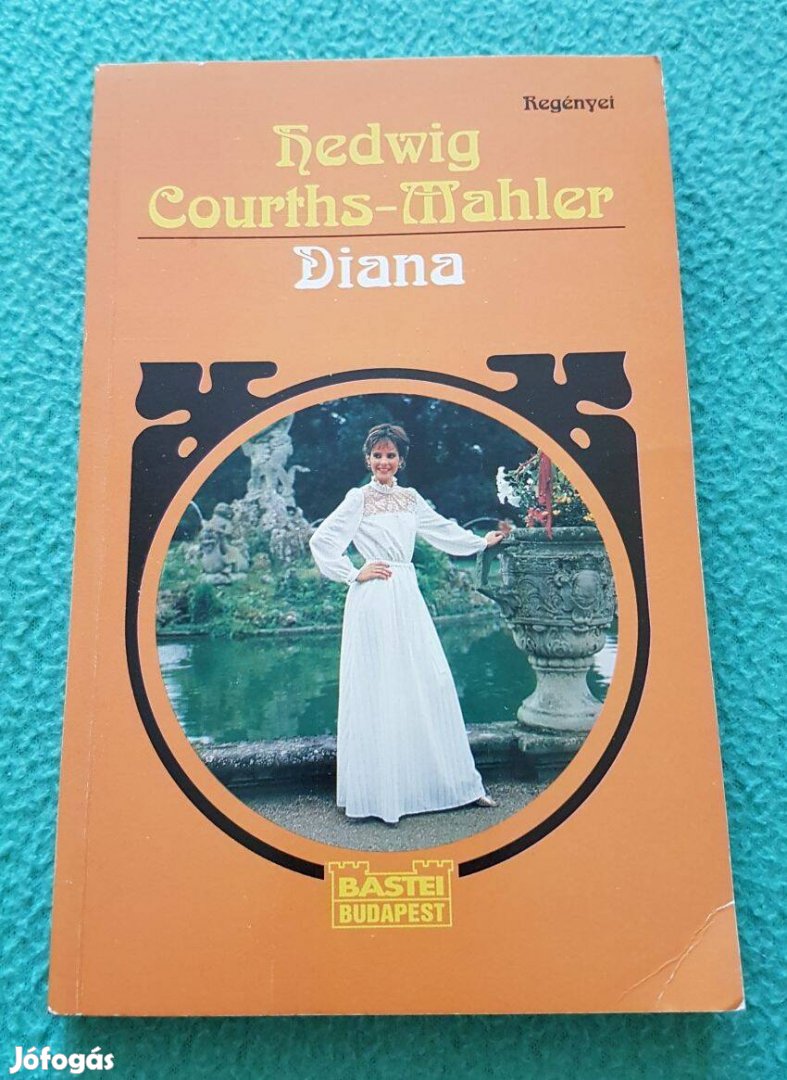 Regényei
Hedwig
Courths-Mahler
Diana
BASTEI
BUDAPEST
Jófogás